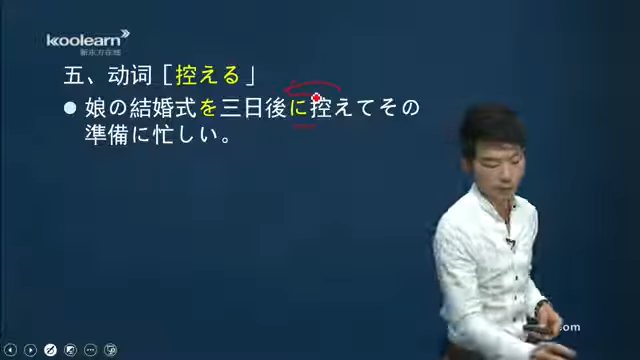 koolearn
新东方在线
五、动词［控える］
● 娘の結婚式を三日後に控えてその
準備に忙しい。
com